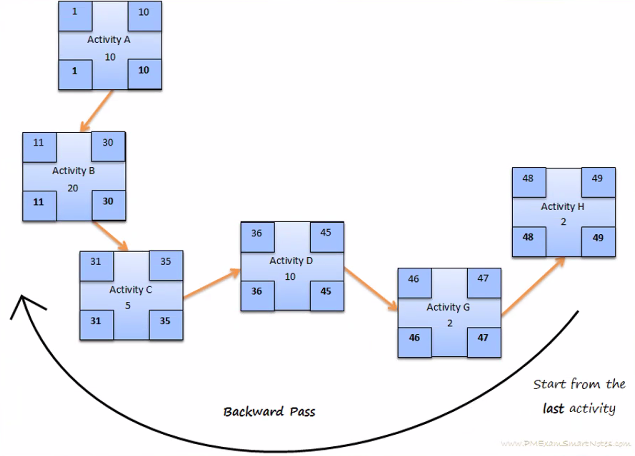 1 10
Activity A
10
1 10
11 30
Activity B
20
11 30
31 35
Activity C
5
31 35
36 45
Activity D
10
36 45
46 47
Activity G
2
46 47
48 49
Activity H
2
48 49
Backward Pass
Start from the
last activity
www.PMExamSmartNotes.com